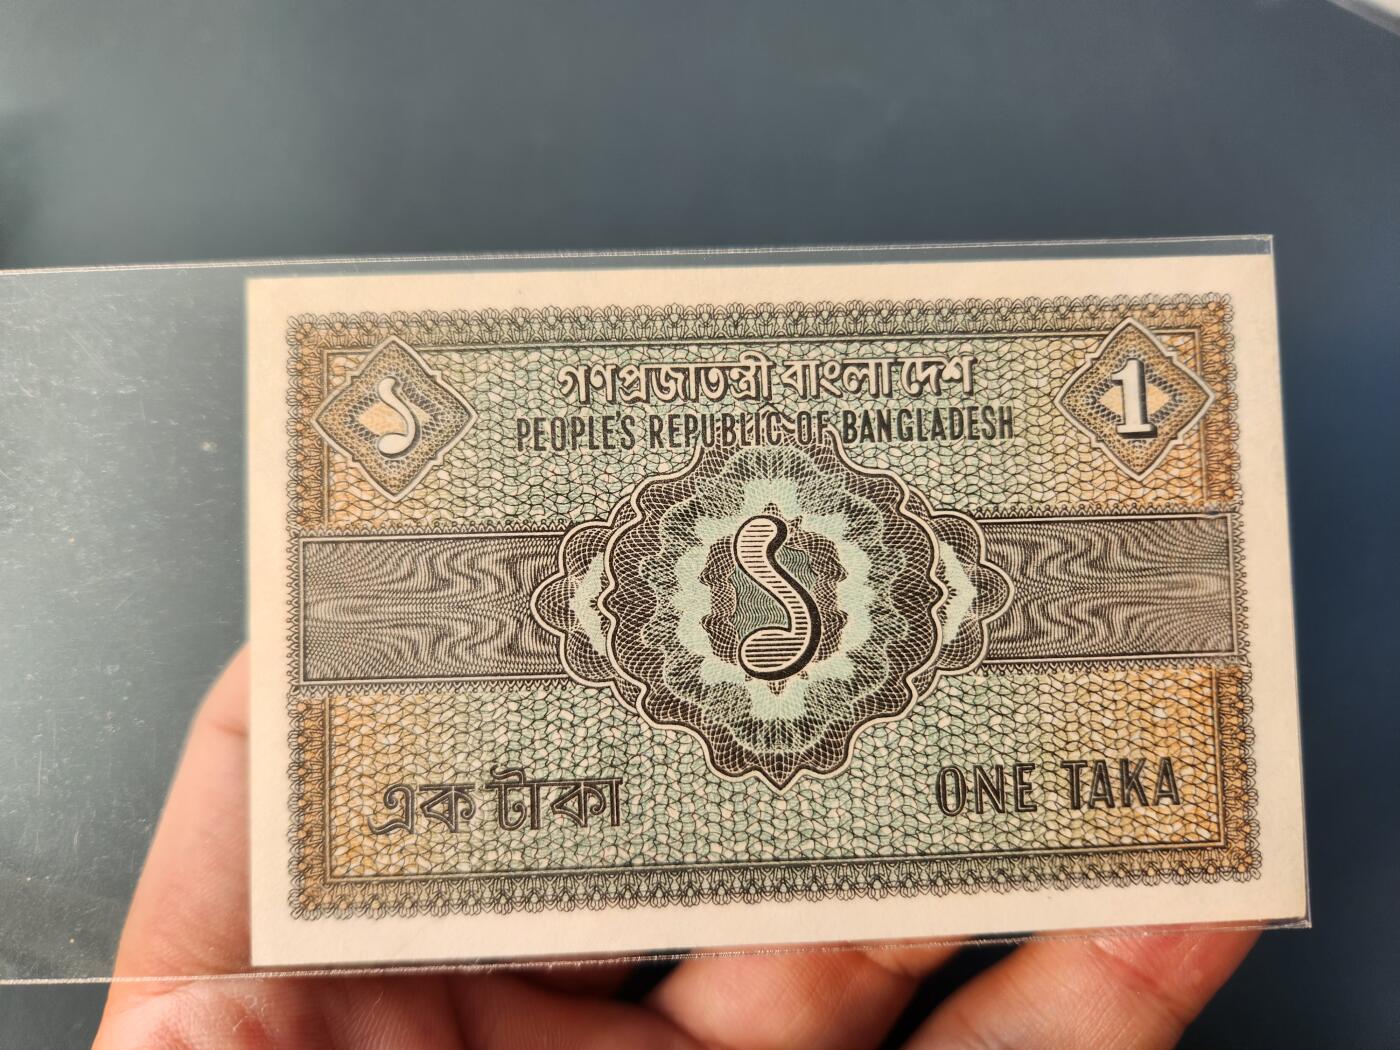 ১
1
গণপ্রজাতন্ত্রী বাংলাদেশ
PEOPLE'S REPUBLIC OF BANGLADESH
১
এক টাকা
ONE TAKA